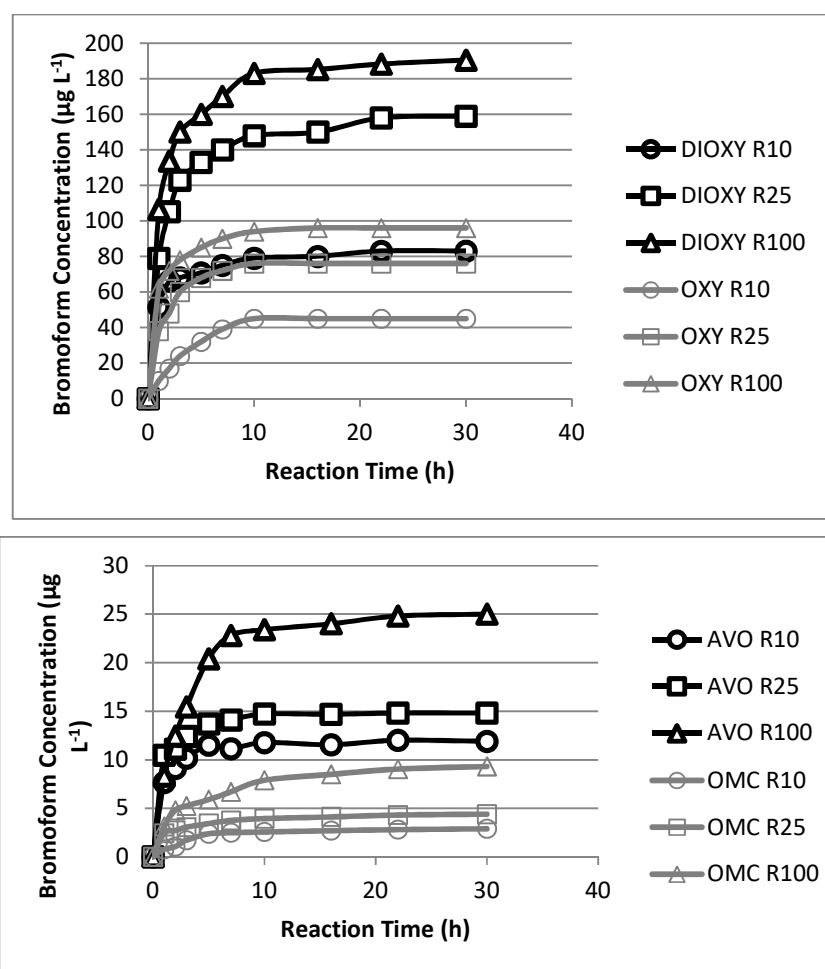 Bromoform Concentration (µg L-1)
200
180
160
140
120
100
80
60
40
20
0
0 10 20 30 40
Reaction Time (h)
DIOXY R10
DIOXY R25
DIOXY R100
OXY R10
OXY R25
OXY R100
Bromoform Concentration (µg
L-1)
30
25
20
15
10
5
0
0 10 20 30 40
Reaction Time (h)
AVO R10
AVO R25
AVO R100
OMC R10
OMC R25
OMC R100